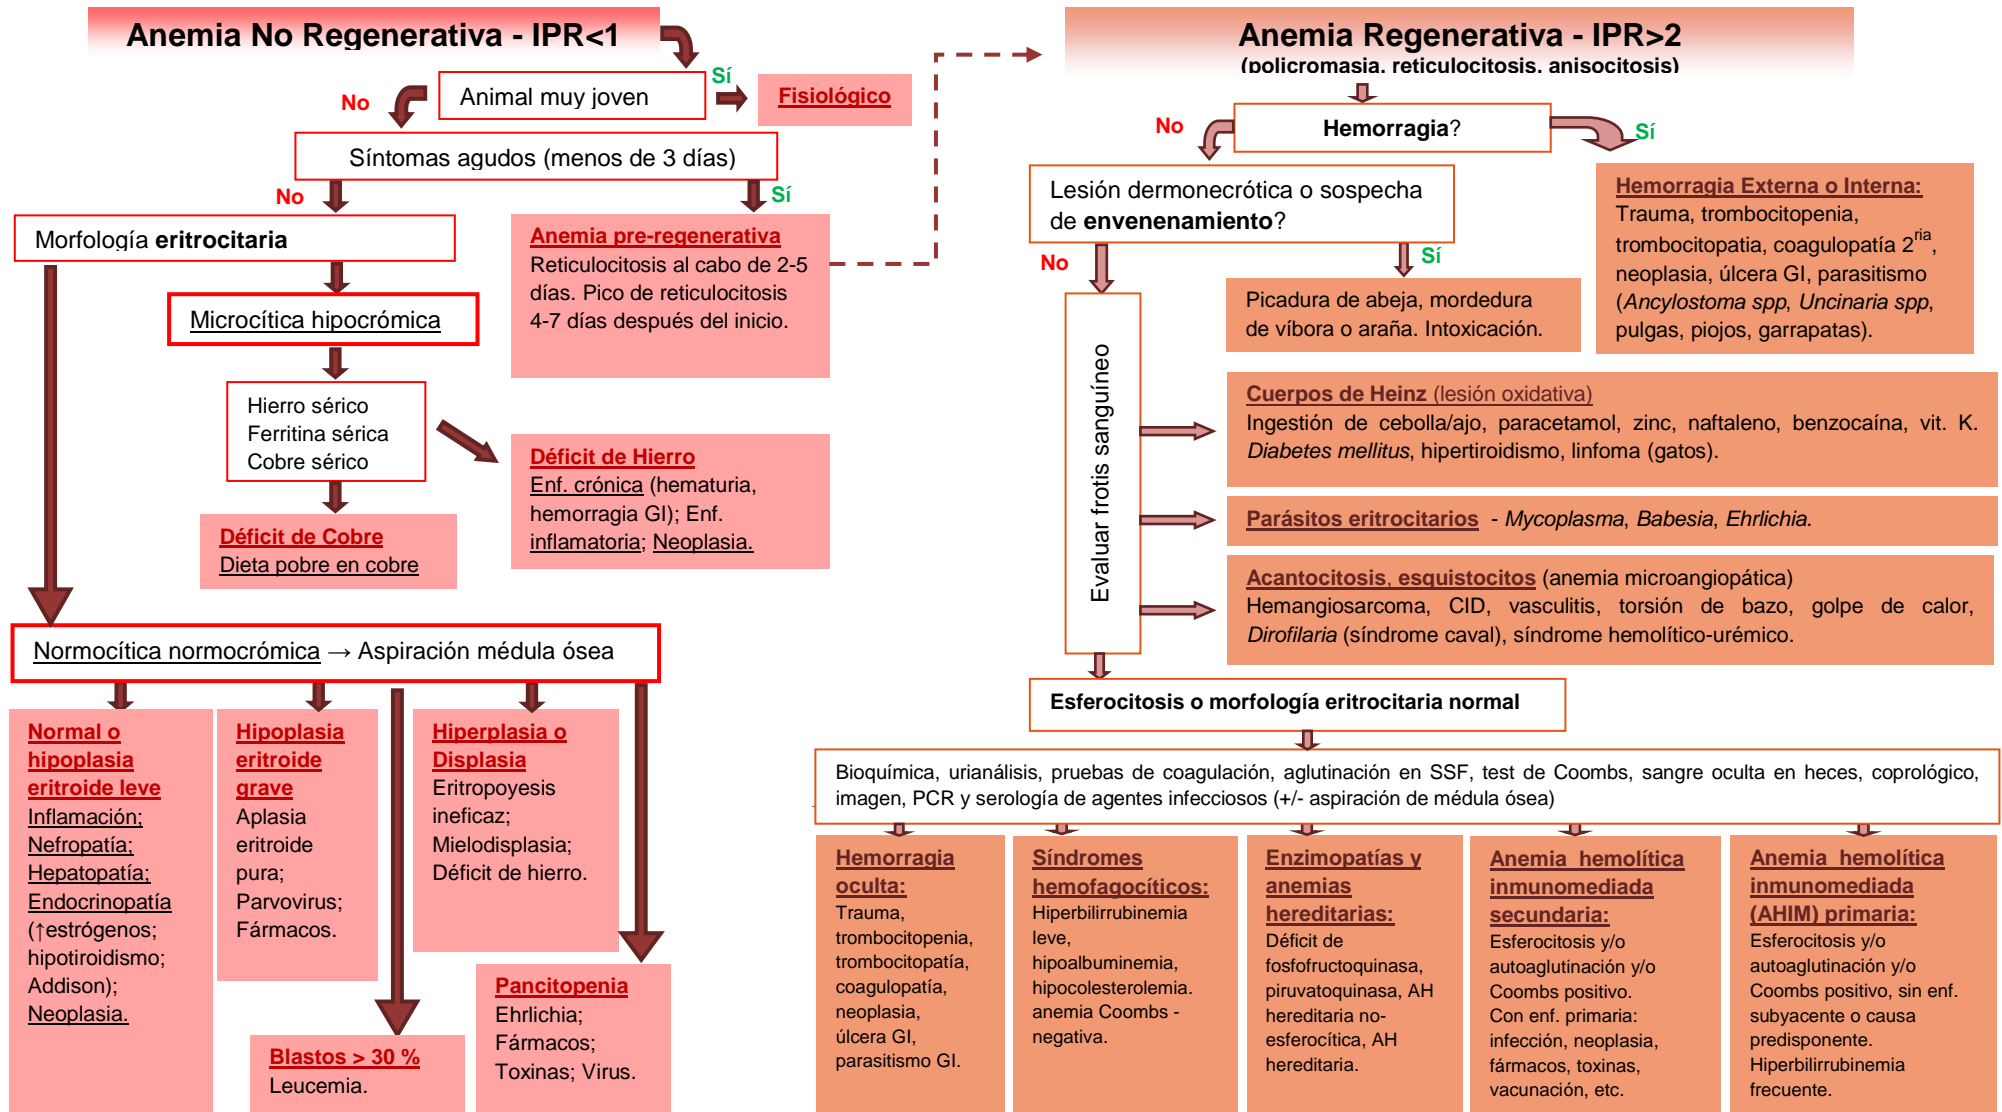 Anemia No Regenerativa - IPR<1
Sí
Animal muy joven
No
Fisiológico
Síntomas agudos (menos de 3 días)
No
Sí
Morfología eritrocitaria
Anemia pre-regenerativa
Reticulocitosis al cabo de 2-5
días. Pico de reticulocitosis
4-7 días después del inicio.
Microcítica hipocrómica
Hierro sérico
Ferritina sérica
Cobre sérico
Déficit de Hierro
Enf. crónica (hematuria,
hemorragia GI); Enf.
inflamatoria; Neoplasia.
Déficit de Cobre
Dieta pobre en cobre
Normocítica normocrómica → Aspiración médula ósea
Normal o
hipoplasia
eritroide leve
Inflamación;
Nefropatía;
Hepatopatía;
Endocrinopatía
(↑estrógenos;
hipotiroidismo;
Addison);
Neoplasia.
Hipoplasia
eritroide
grave
Aplasia
eritroide
pura;
Parvovirus;
Fármacos.
Blastos > 30 %
Leucemia.
Hiperplasia o
Displasia
Eritropoyesis
ineficaz;
Mielodisplasia;
Déficit de hierro.
Pancitopenia
Ehrlichia;
Fármacos;
Toxinas; Virus.
Anemia Regenerativa - IPR>2
(policromasia, reticulocitosis, anisocitosis)
Hemorragia?
No
Sí
Lesión dermonecrótica o sospecha
de envenenamiento?
No
Sí
Hemorragia Externa o Interna:
Trauma, trombocitopenia,
trombocitopatia, coagulopatía 2ria,
neoplasia, úlcera GI, parasitismo
(Ancylostoma spp, Uncinaria spp,
pulgas, piojos, garrapatas).
Picadura de abeja, mordedura
de víbora o araña. Intoxicación.
Evaluar frotis sanguíneo
Cuerpos de Heinz (lesión oxidativa)
Ingestión de cebolla/ajo, paracetamol, zinc, naftaleno, benzocaína, vit. K.
Diabetes mellitus, hipertiroidismo, linfoma (gatos).
Parásitos eritrocitarios - Mycoplasma, Babesia, Ehrlichia.
Acantocitosis, esquistocitos (anemia microangiopática)
Hemangiosarcoma, CID, vasculitis, torsión de bazo, golpe de calor,
Dirofilaria (síndrome caval), síndrome hemolítico-urémico.
Esferocitosis o morfología eritrocitaria normal
Bioquímica, urianálisis, pruebas de coagulación, aglutinación en SSF, test de Coombs, sangre oculta en heces, coprológico,
imagen, PCR y serología de agentes infecciosos (+/- aspiración de médula ósea)
Hemorragia
oculta:
Trauma,
trombocitopenia,
trombocitopatía,
coagulopatía,
neoplasia,
úlcera GI,
parasitismo GI.
Síndromes
hemofagocíticos:
Hiperbilirrubinemia
leve,
hipoalbuminemia,
hipocolesterolemia.
anemia Coombs -
negativa.
Enzimopatías y
anemias
hereditarias:
Déficit de
fosfofructoquinasa,
piruvatoquinasa, AH
hereditaria no-
esferocítica, AH
hereditaria.
Anemia hemolítica
inmunomediada
secundaria:
Esferocitosis y/o
autoaglutinación y/o
Coombs positivo.
Con enf. primaria:
infección, neoplasia,
fármacos, toxinas,
vacunación, etc.
Anemia hemolítica
inmunomediada
(AHIM) primaria:
Esferocitosis y/o
autoaglutinación y/o
Coombs positivo, sin enf.
subyacente o causa
predisponente.
Hiperbilirrubinemia
frecuente.